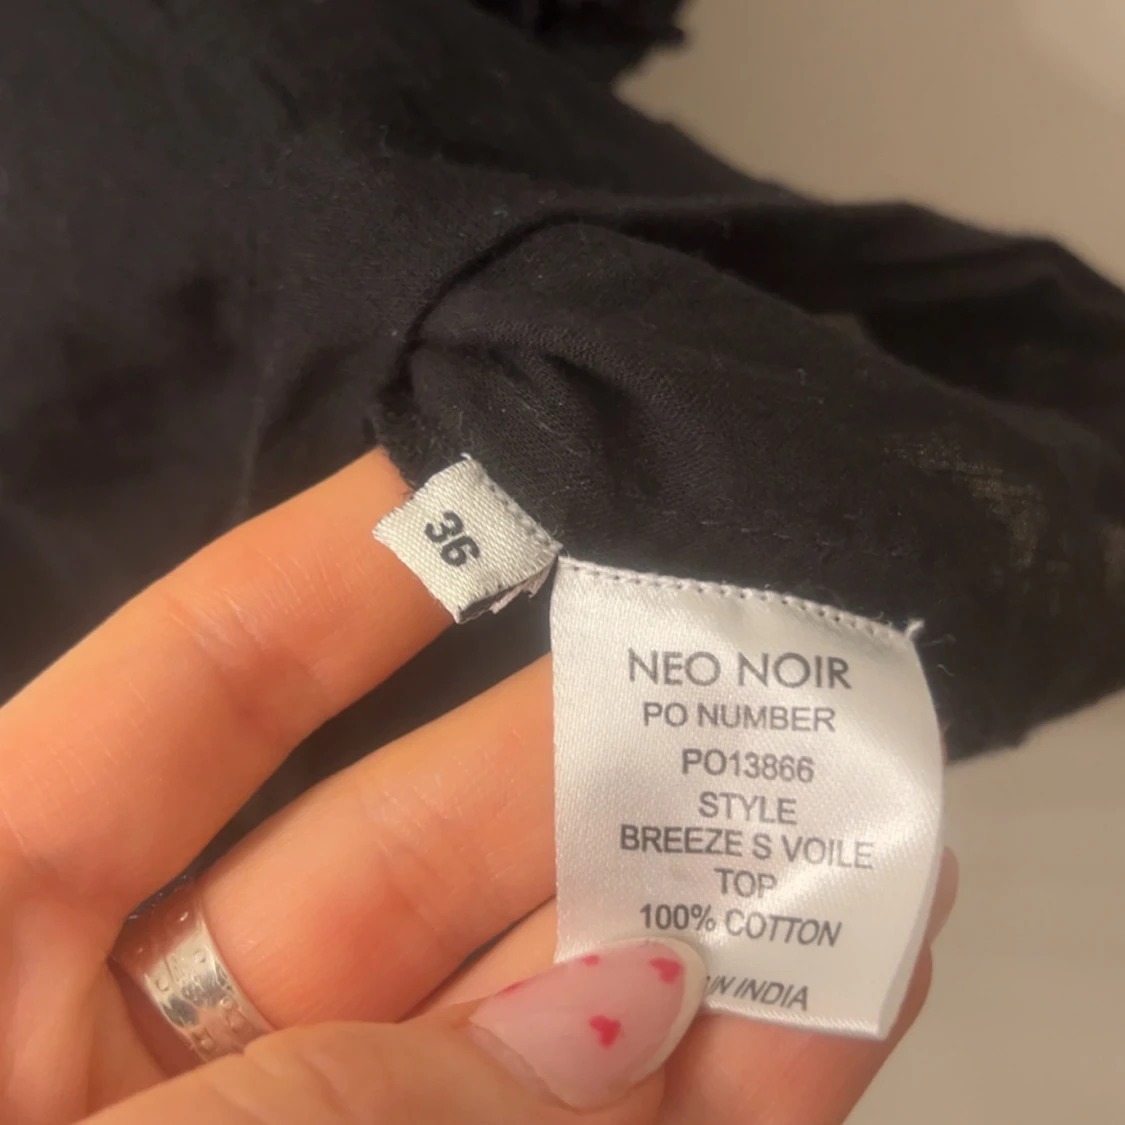 36
NEO NOIR
PO NUMBER
PO13866
STYLE
BREEZE S VOILE
TOP
100% COTTON
IN INDIA